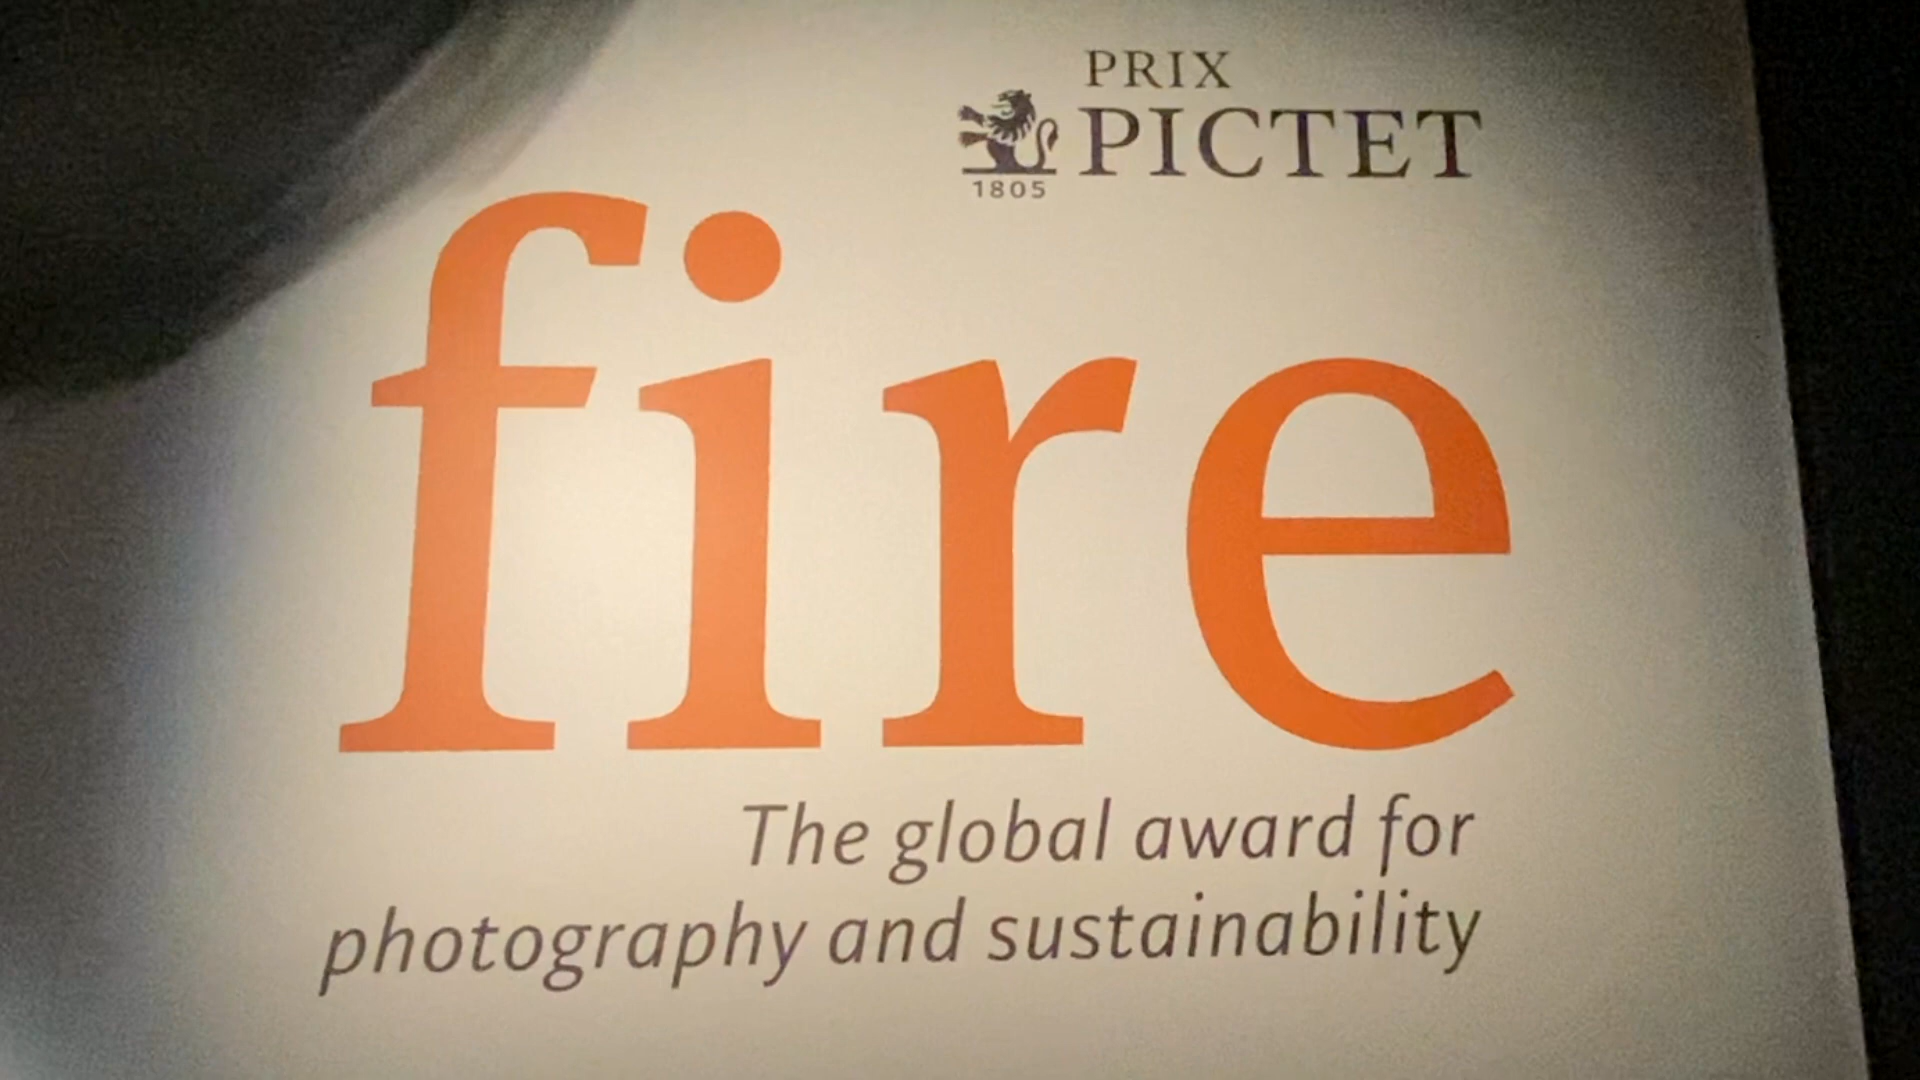 PRIX
PICTET
1805
fire
The global award for
photography and sustainability